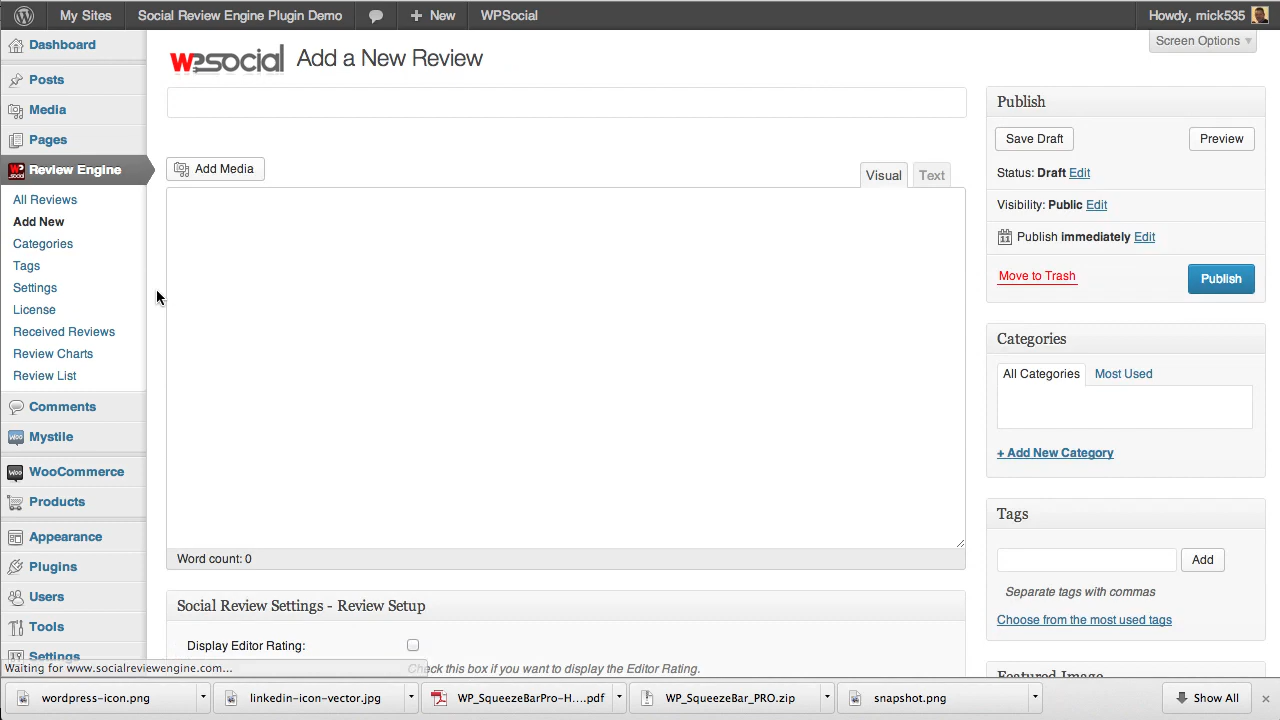 My Sites
Social Review Engine Plugin Demo
New
WPSocial
Howdy, mick535
Screen Options
Dashboard
Posts
Media
Pages
Review Engine
All Reviews
Add New
Categories
Tags
Settings
License
Received Reviews
Review Charts
Review List
Comments
Mystile
WooCommerce
Products
Appearance
Plugins
Users
Tools
Settings
WPSocial
Add a New Review
Add Media
Visual
Text
Word count: 0
Social Review Settings - Review Setup
Display Editor Rating:
Check this box if you want to display the Editor Rating.
Publish
Save Draft
Preview
Status: Draft Edit
Visibility: Public Edit
Publish immediately Edit
Move to Trash
Publish
Categories
All Categories
Most Used
+ Add New Category
Tags
Add
Separate tags with commas
Choose from the most used tags
Featured Image
Waiting for www.socialreviewengine.com...
wordpress-icon.png
linkedin-icon-vector.jpg
WP_SqueezeBarPro-H....pdf
WP_SqueezeBar_PRO.zip
snapshot.png
Show All